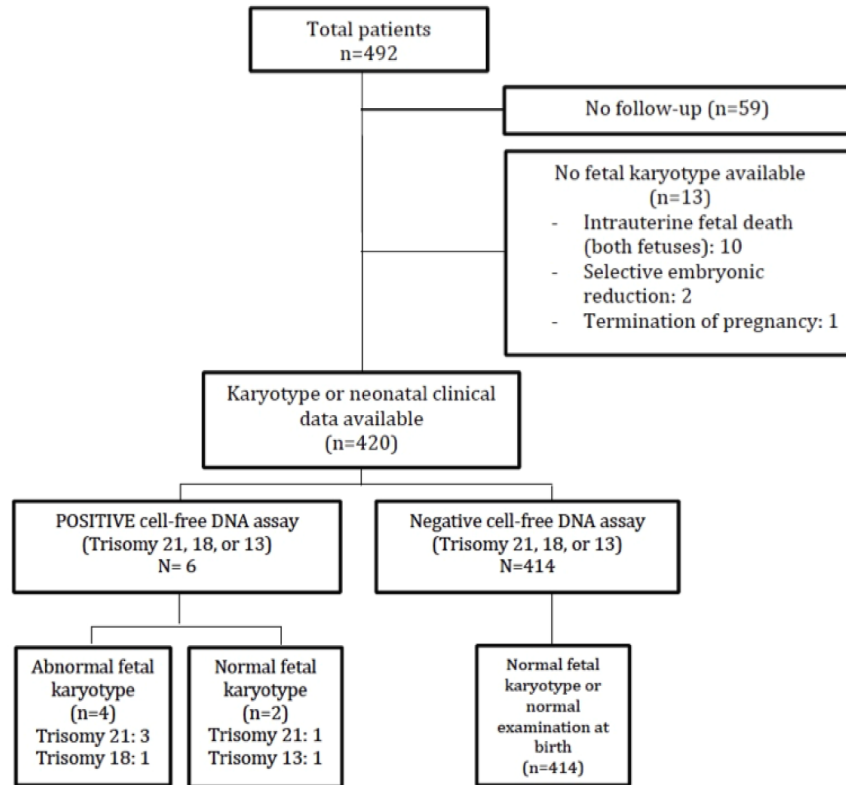 Total patients
n=492
No follow-up (n=59)
No fetal karyotype available
(n=13)
- Intrauterine fetal death
(both fetuses): 10
- Selective embryonic
reduction: 2
- Termination of pregnancy: 1
Karyotype or neonatal clinical
data available
(n=420)
POSITIVE cell-free DNA assay
(Trisomy 21, 18, or 13)
N= 6
Negative cell-free DNA assay
(Trisomy 21, 18, or 13)
N=414
Abnormal fetal
karyotype
(n=4)
Trisomy 21: 3
Trisomy 18: 1
Normal fetal
karyotype
(n=2)
Trisomy 21: 1
Trisomy 13: 1
Normal fetal
karyotype or
normal
examination at
birth
(n=414)